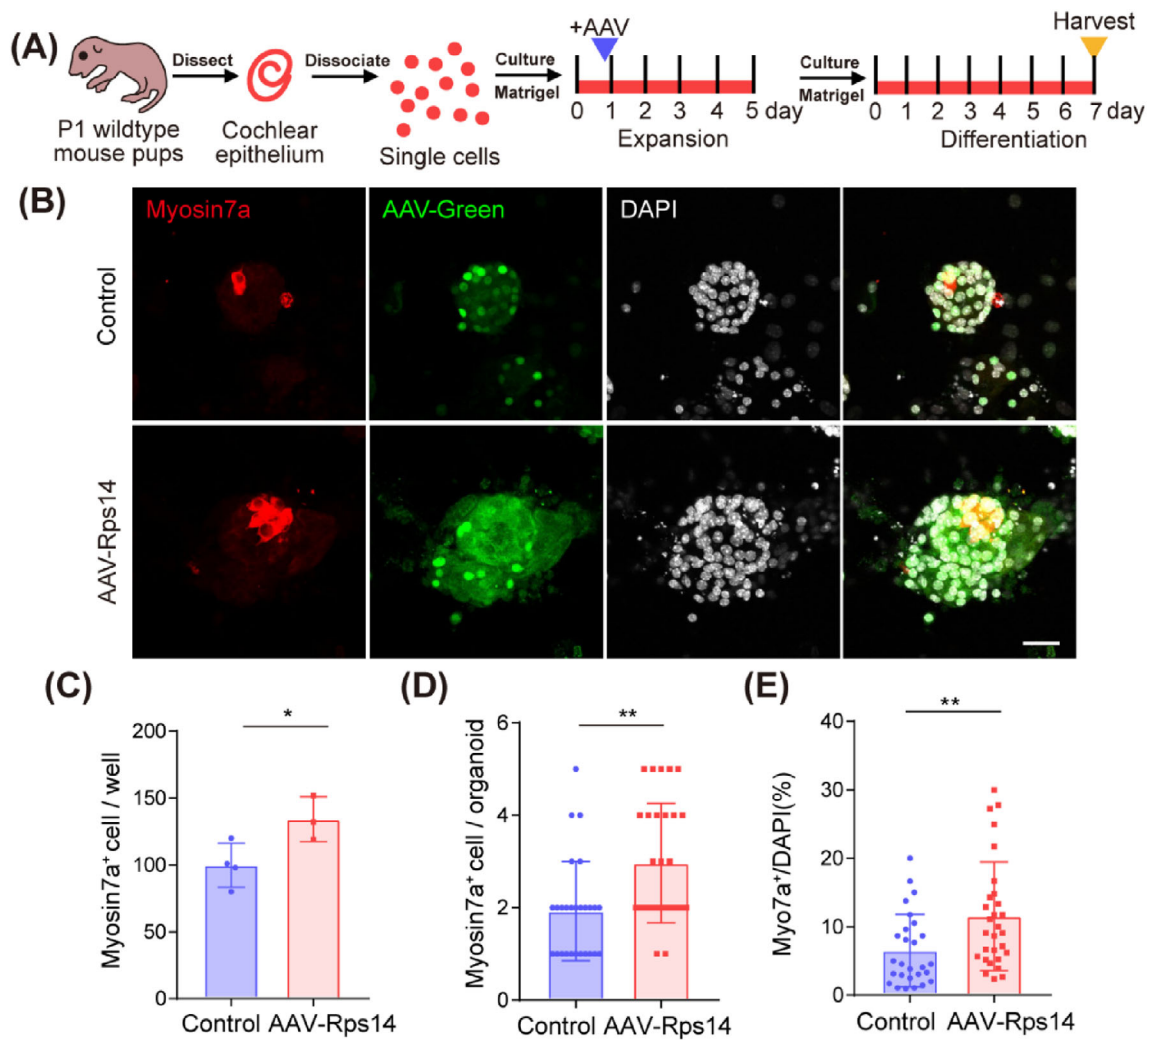 (A)
+AAV
Harvest
Dissect
Dissociate
Culture
Matrigel
Culture
Matrigel
0 1 2 3 4 5 day
0 1 2 3 4 5 6 7 day
P1 wildtype
mouse pups
Cochlear
epithelium
Single cells
Expansion
Differentiation
(B)
Myosin7a
AAV-Green
DAPI
Control
AAV-Rps14
(C)
*
Myosin7a+ cell / well
200
150
100
50
0
Control AAV-Rps14
(D)
**
Myosin7a+ cell / organoid
6
4
2
0
Control AAV-Rps14
(E)
**
Myo7a+/DAPI(%)
40
30
20
10
0
Control AAV-Rps14